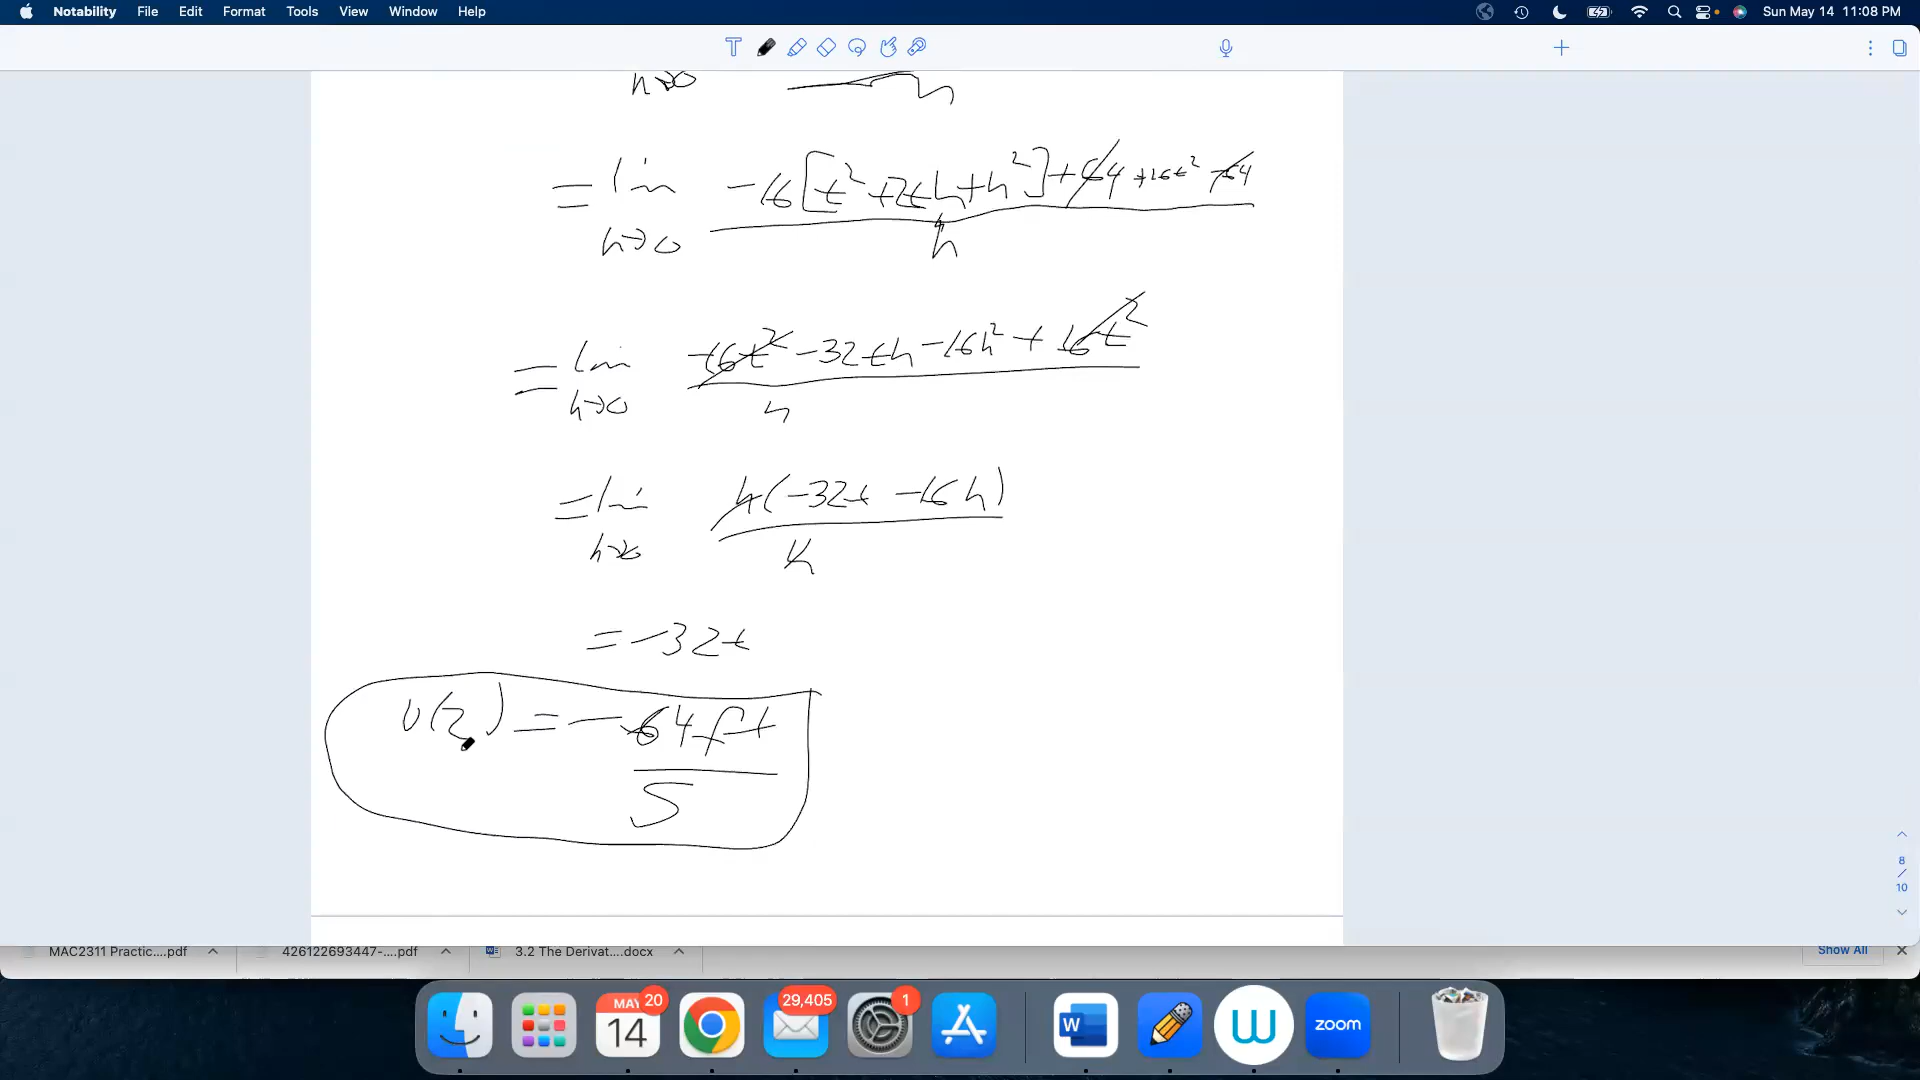 Notability File Edit Format Tools View Window Help Sun May 14 11:08 PM
h→0 h
= lim -16[t²+2th+h²]+64 +16t² -64
h→0 h
= lim -16t² -32th -16h² + 16t²
h→0 h
= lim h(-32t -16h)
h→0 h
= -32t
v(2) = -64 ft
s
8
/
10
MAC2311 Practic....pdf 426122693447-....pdf 3.2 The Derivat....docx Show All
MAY 20 29,405 1
14 W W zoom